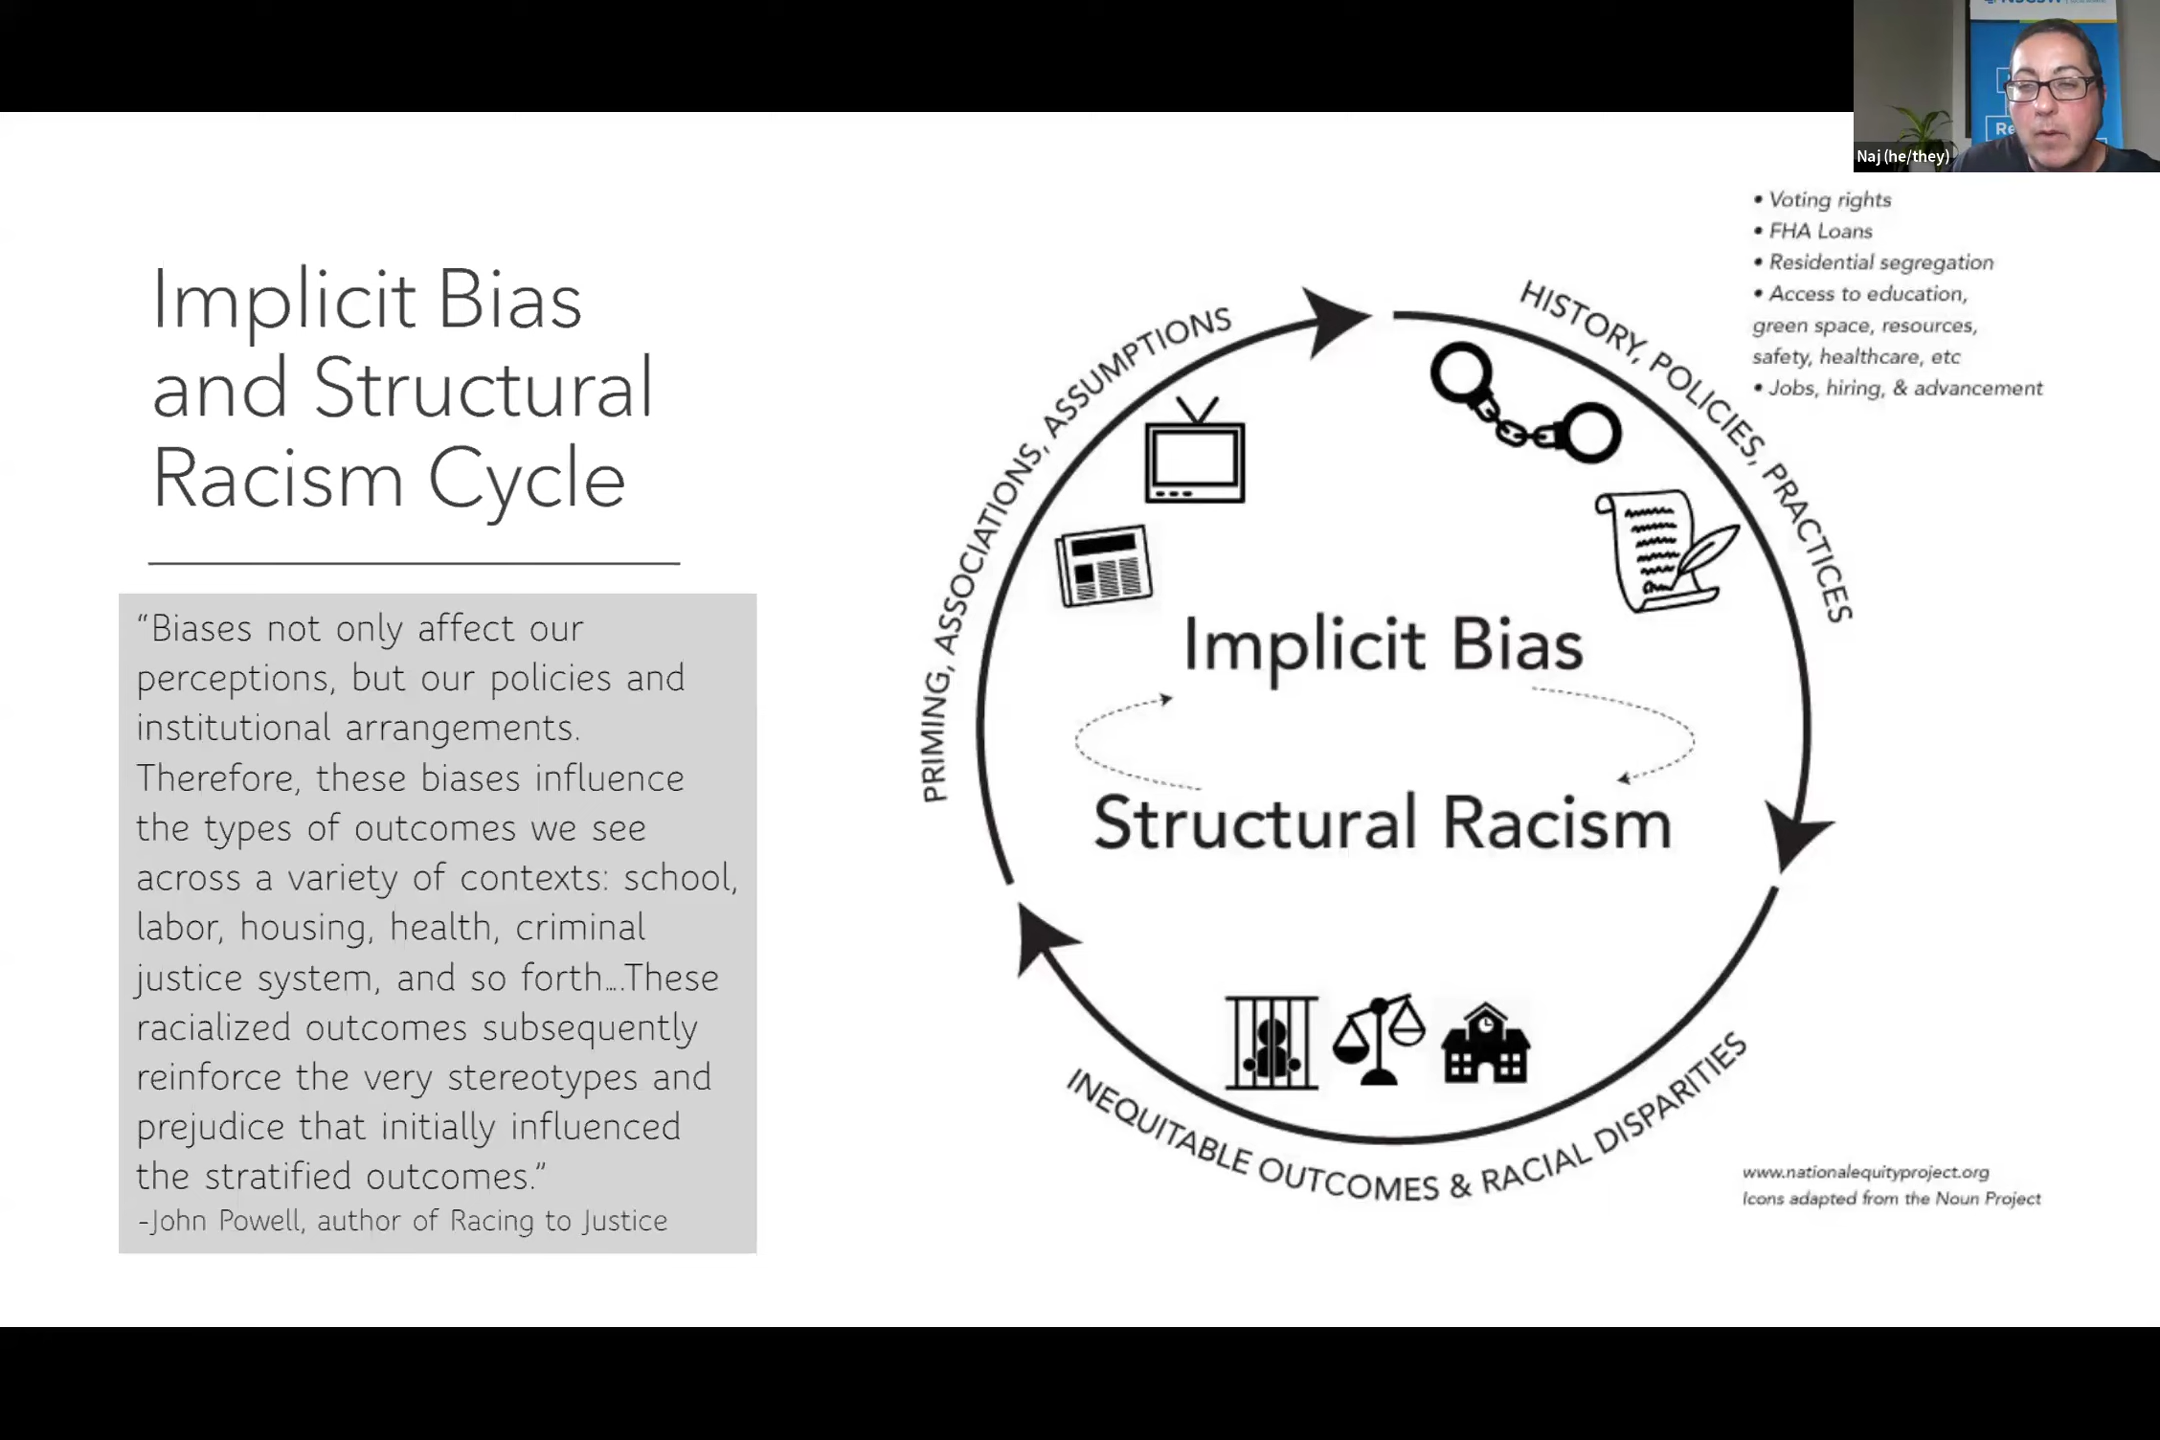 Naj (he/they)
Re
Implicit Bias
and Structural
Racism Cycle
“Biases not only affect our
perceptions, but our policies and
institutional arrangements.
Therefore, these biases influence
the types of outcomes we see
across a variety of contexts: school,
labor, housing, health, criminal
justice system, and so forth....These
racialized outcomes subsequently
reinforce the very stereotypes and
prejudice that initially influenced
the stratified outcomes.”
-John Powell, author of Racing to Justice
PRIMING, ASSOCIATIONS, ASSUMPTIONS
HISTORY, POLICIES, PRACTICES
• Voting rights
• FHA Loans
• Residential segregation
• Access to education,
green space, resources,
safety, healthcare, etc
• Jobs, hiring, & advancement
Implicit Bias
Structural Racism
INEQUITABLE OUTCOMES & RACIAL DISPARITIES
www.nationalequityproject.org
Icons adapted from the Noun Project